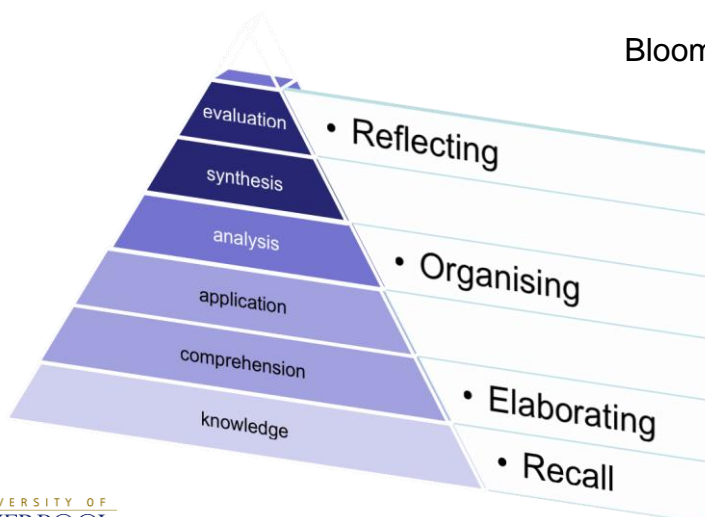 Bloom
evaluation
• Reflecting
synthesis
analysis
• Organising
application
comprehension
• Elaborating
knowledge
• Recall
VERSITY OF